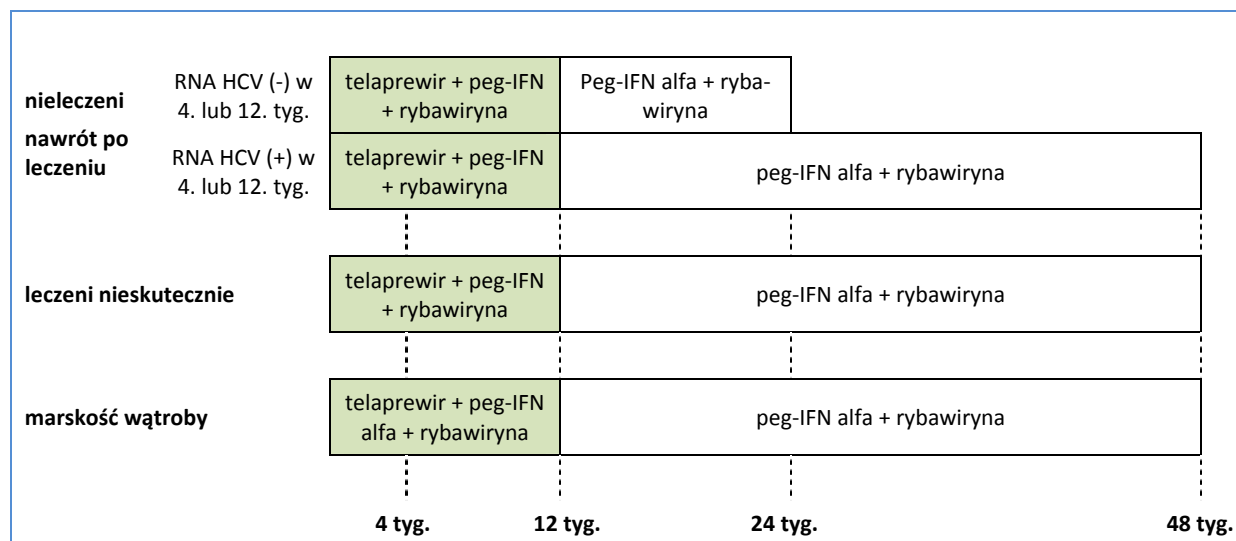 nieleczeni
nawrót po
leczeniu
RNA HCV (-) w
4. lub 12. tyg.
telaprewir + peg-IFN
+ rybawiryna
Peg-IFN alfa + ryba-
wiryna
RNA HCV (+) w
4. lub 12. tyg.
telaprewir + peg-IFN
+ rybawiryna
peg-IFN alfa + rybawiryna
leczeni nieskutecznie
telaprewir + peg-IFN
+ rybawiryna
peg-IFN alfa + rybawiryna
marskość wątroby
telaprewir + peg-IFN
alfa + rybawiryna
peg-IFN alfa + rybawiryna
4 tyg.
12 tyg.
24 tyg.
48 tyg.